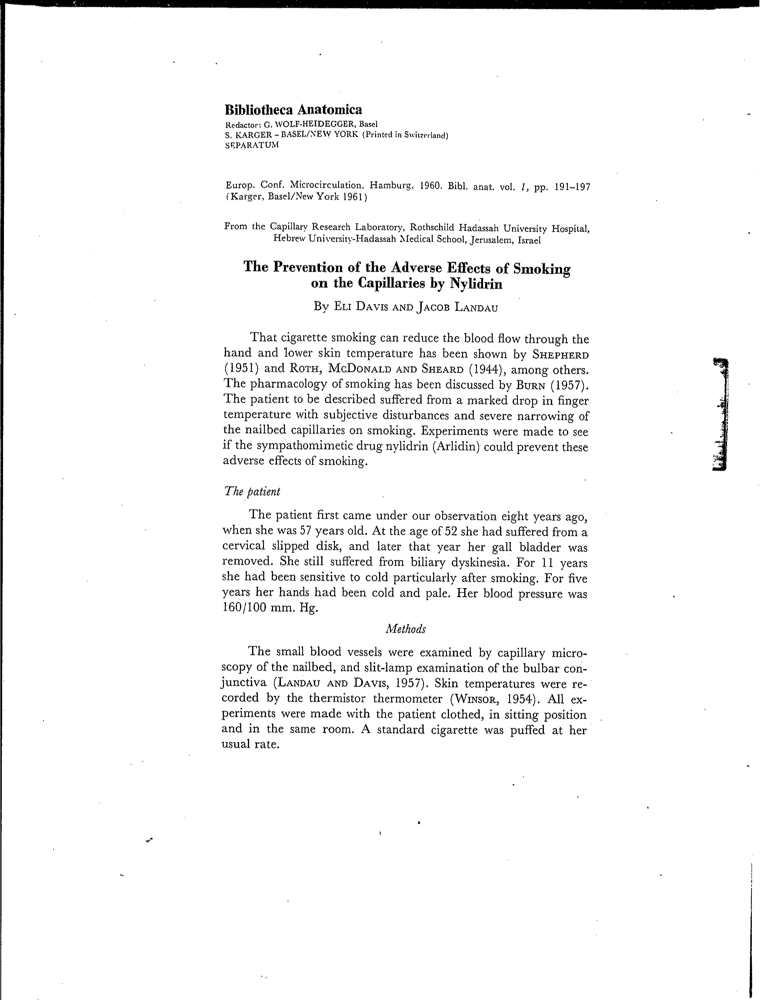 Bibliotheca Anatomica
Redactor: G. WOLF-HEIDEGGER, Basel
S. KARGER – BASEL/NEW YORK (Printed in Switzerland)
SEPARATUM
Europ. Conf. Microcirculation, Hamburg, 1960. Bibl. anat. vol. 1, pp. 191–197
(Karger, Basel/New York 1961)
From the Capillary Research Laboratory, Rothschild Hadassah University Hospital,
Hebrew University-Hadassah Medical School, Jerusalem, Israel
The Prevention of the Adverse Effects of Smoking
on the Capillaries by Nylidrin
By ELI DAVIS AND JACOB LANDAU
That cigarette smoking can reduce the blood flow through the
hand and lower skin temperature has been shown by SHEPHERD
(1951) and ROTH, MCDONALD AND SHEARD (1944), among others.
The pharmacology of smoking has been discussed by BURN (1957).
The patient to be described suffered from a marked drop in finger
temperature with subjective disturbances and severe narrowing of
the nailbed capillaries on smoking. Experiments were made to see
if the sympathomimetic drug nylidrin (Arlidin) could prevent these
adverse effects of smoking.
The patient
The patient first came under our observation eight years ago,
when she was 57 years old. At the age of 52 she had suffered from a
cervical slipped disk, and later that year her gall bladder was
removed. She still suffered from biliary dyskinesia. For 11 years
she had been sensitive to cold particularly after smoking. For five
years her hands had been cold and pale. Her blood pressure was
160/100 mm. Hg.
Methods
The small blood vessels were examined by capillary micro-
scopy of the nailbed, and slit-lamp examination of the bulbar con-
junctiva (LANDAU AND DAVIS, 1957). Skin temperatures were re-
corded by the thermistor thermometer (WINSOR, 1954). All ex-
periments were made with the patient clothed, in sitting position
and in the same room. A standard cigarette was puffed at her
usual rate.